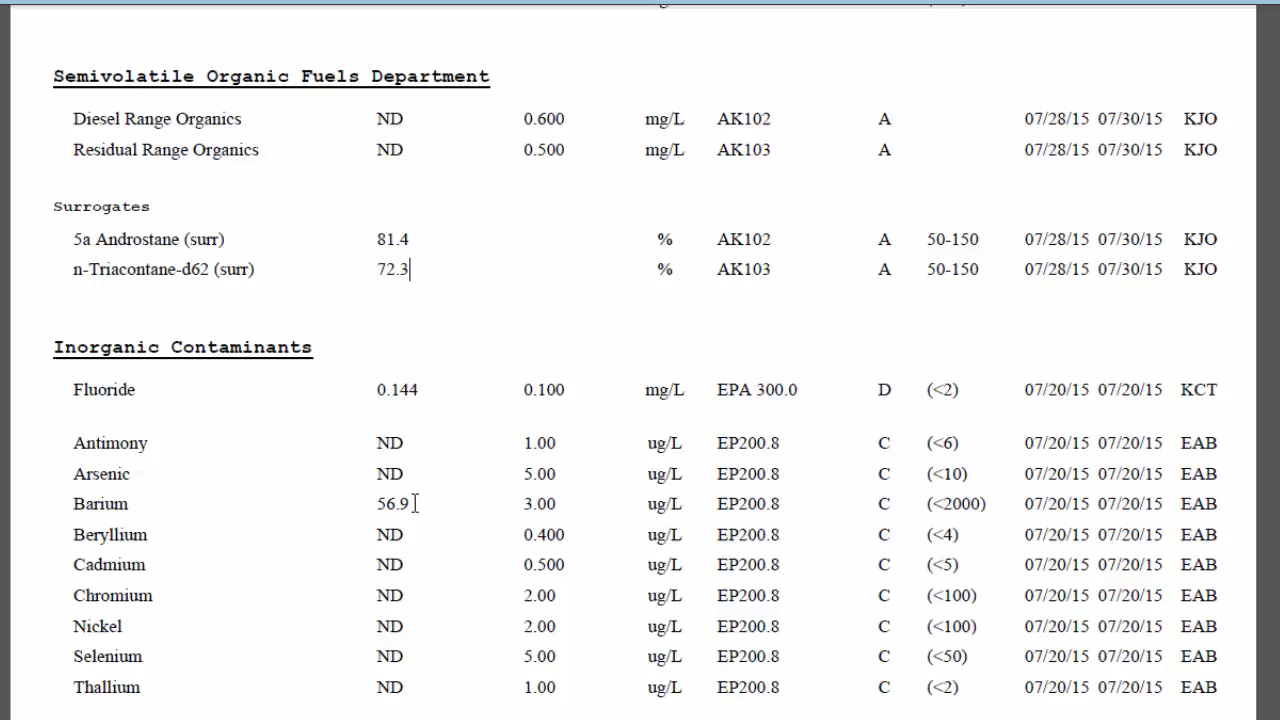 Semivolatile Organic Fuels Department
Diesel Range Organics ND 0.600 mg/L AK102 A 07/28/15 07/30/15 KJO
Residual Range Organics ND 0.500 mg/L AK103 A 07/28/15 07/30/15 KJO
Surrogates
5a Androstane (surr) 81.4 % AK102 A 50-150 07/28/15 07/30/15 KJO
n-Triacontane-d62 (surr) 72.3 % AK103 A 50-150 07/28/15 07/30/15 KJO
Inorganic Contaminants
Fluoride 0.144 0.100 mg/L EPA 300.0 D (<2) 07/20/15 07/20/15 KCT
Antimony ND 1.00 ug/L EP200.8 C (<6) 07/20/15 07/20/15 EAB
Arsenic ND 5.00 ug/L EP200.8 C (<10) 07/20/15 07/20/15 EAB
Barium 56.9 3.00 ug/L EP200.8 C (<2000) 07/20/15 07/20/15 EAB
Beryllium ND 0.400 ug/L EP200.8 C (<4) 07/20/15 07/20/15 EAB
Cadmium ND 0.500 ug/L EP200.8 C (<5) 07/20/15 07/20/15 EAB
Chromium ND 2.00 ug/L EP200.8 C (<100) 07/20/15 07/20/15 EAB
Nickel ND 2.00 ug/L EP200.8 C (<100) 07/20/15 07/20/15 EAB
Selenium ND 5.00 ug/L EP200.8 C (<50) 07/20/15 07/20/15 EAB
Thallium ND 1.00 ug/L EP200.8 C (<2) 07/20/15 07/20/15 EAB